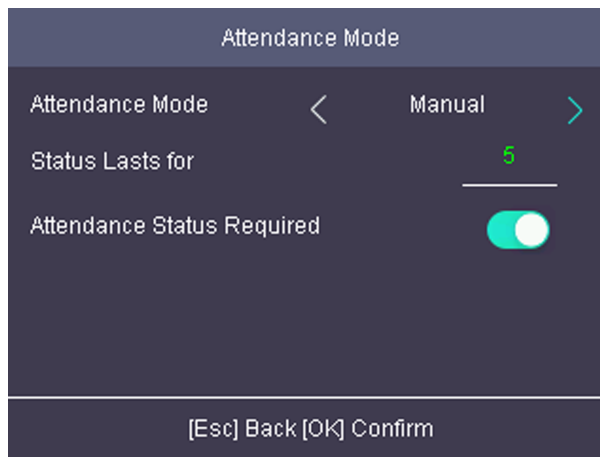 Attendance Mode
Attendance Mode < Manual >
Status Lasts for 5
Attendance Status Required
[Esc] Back [OK] Confirm